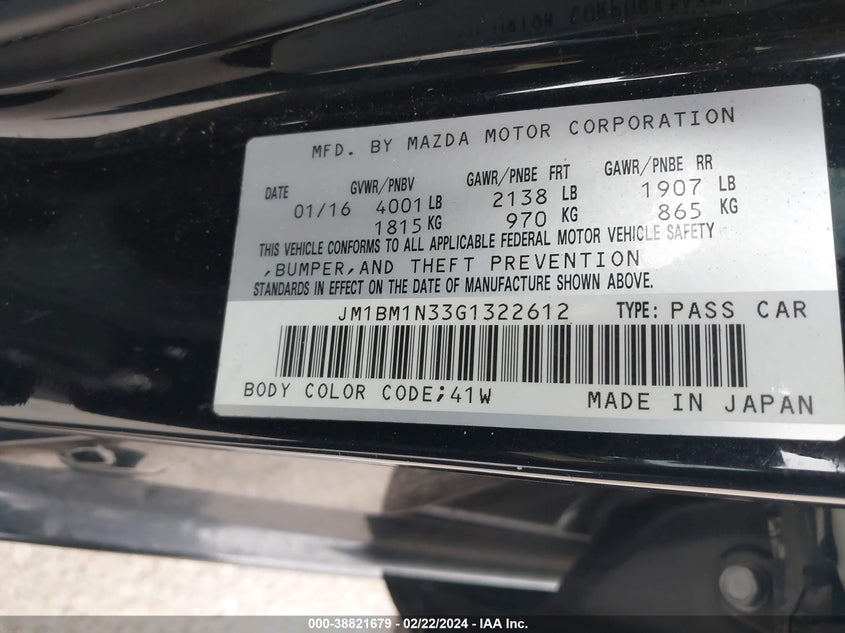 MFD. BY MAZDA MOTOR CORPORATION
DATE GVWR/PNBV GAWR/PNBE FRT GAWR/PNBE RR
01/16 4001 LB 2138 LB 1907 LB
1815 KG 970 KG 865 KG
THIS VEHICLE CONFORMS TO ALL APPLICABLE FEDERAL MOTOR VEHICLE SAFETY
,BUMPER,AND THEFT PREVENTION
STANDARDS IN EFFECT ON THE DATE OF MANUFACTURE SHOWN ABOVE.
JM1BM1N33G1322612 TYPE: PASS CAR
BODY COLOR CODE;41W MADE IN JAPAN
000-38821679 - 02/22/2024 - IAA Inc.